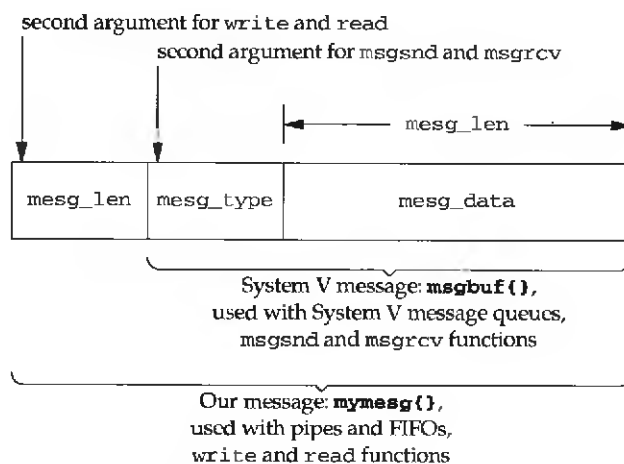 second argument for write and read
second argument for msgsnd and msgrcv
mesg_len
mesg_len
mesg_type
mesg_data
System V message: msgbuf{},
used with System V message queues,
msgsnd and msgrcv functions
Our message: mymesg{},
used with pipes and FIFOs,
write and read functions